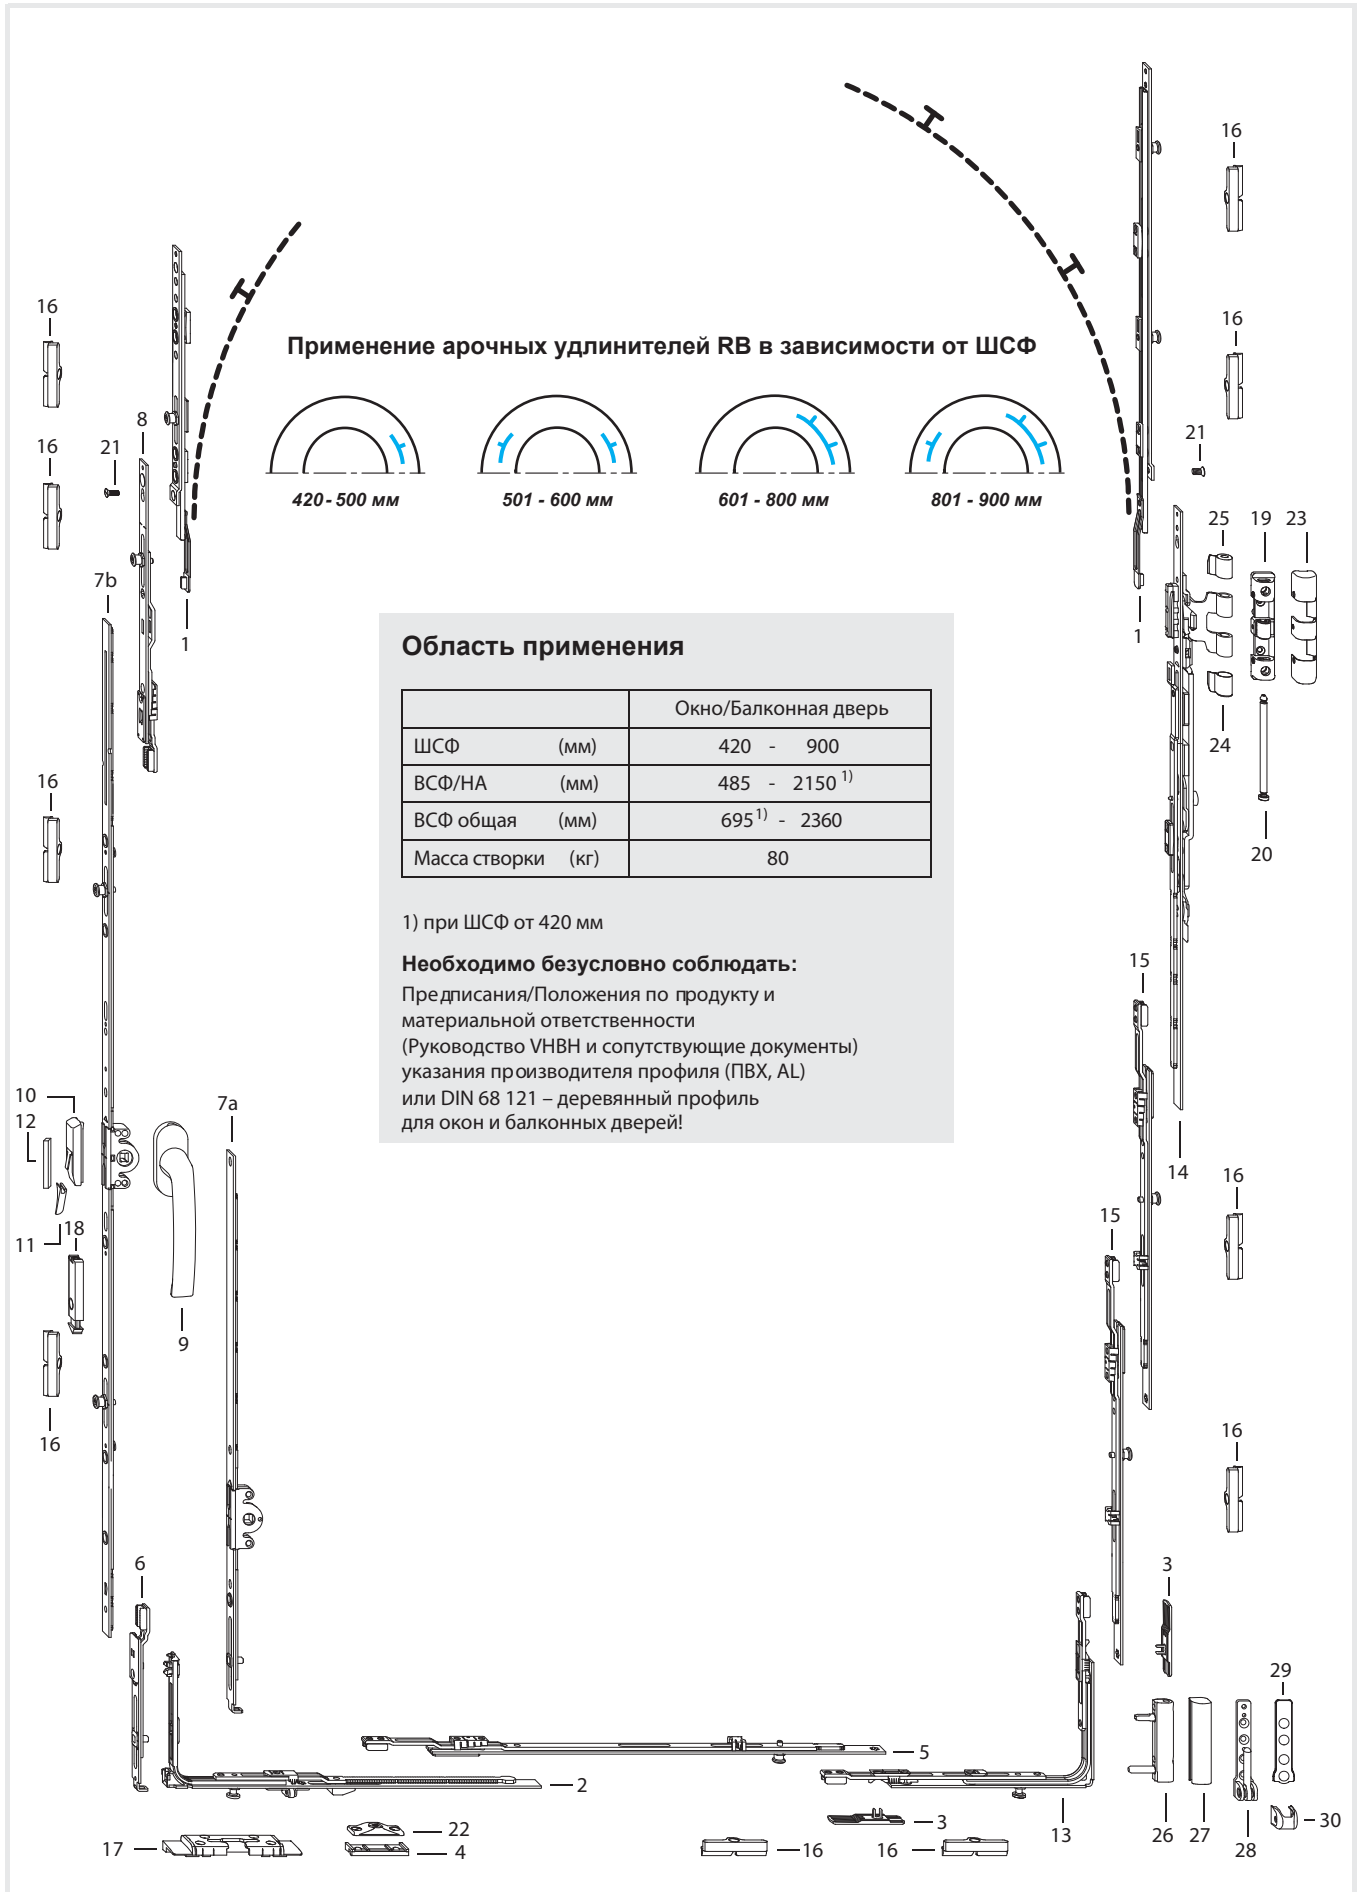 16
16
16
8
16
21
21
7b
1
Применение арочных удлинителей RB в зависимости от ШСФ
420 - 500 мм
501 - 600 мм
601 - 800 мм
801 - 900 мм
25
19
23
1
24
20
Область применения
Окно/Балконная дверь
ШСФ (мм) 420 - 900
ВСФ/НА (мм) 485 - 2150 1)
ВСФ общая (мм) 695 1) - 2360
Масса створки (кг) 80
1) при ШСФ от 420 мм
Необходимо безусловно соблюдать:
Предписания/Положения по продукту и
материальной ответственности
(Руководство VHBH и сопутствующие документы)
указания производителя профиля (ПВХ, AL)
или DIN 68 121 – деревянный профиль
для окон и балконных дверей!
16
15
10
12
7a
14
16
11
18
15
9
16
16
6
3
29
5
2
22
4
17
3
16
16
13
26
27
28
30